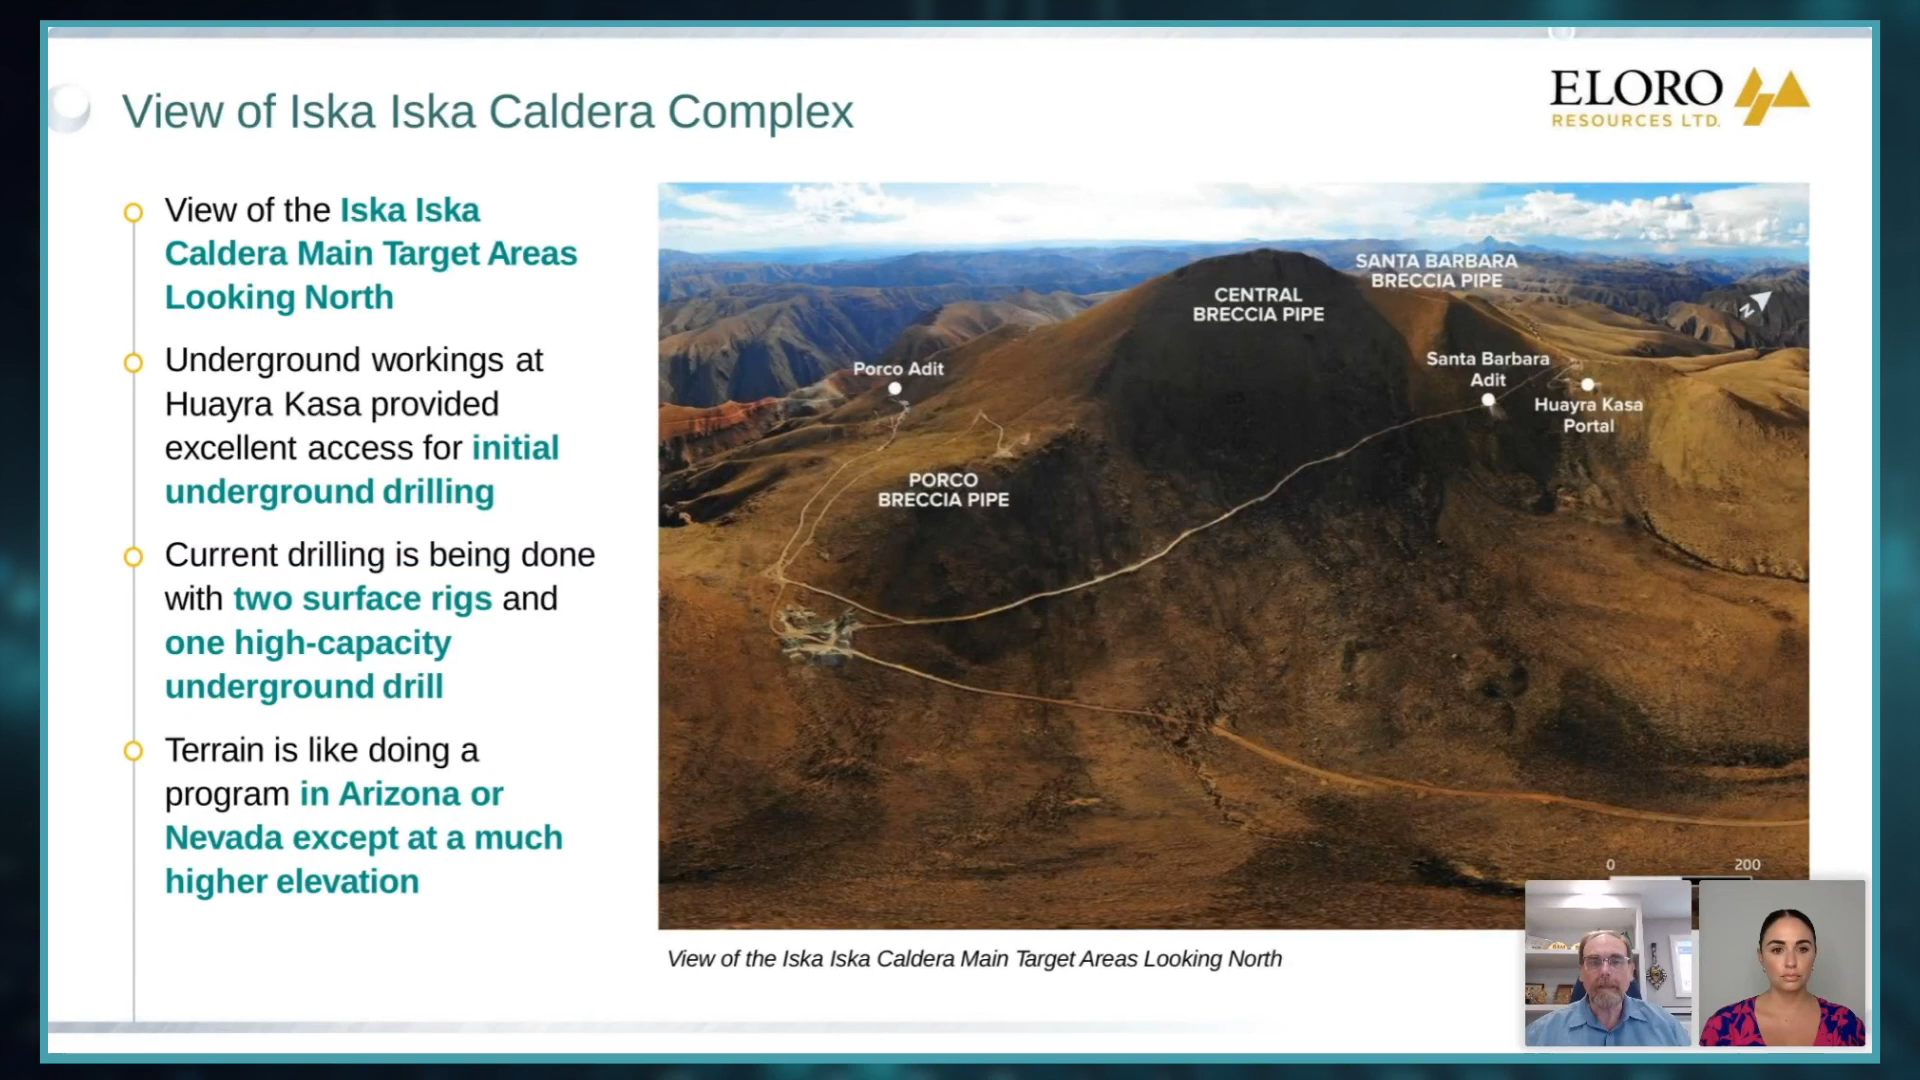 View of Iska Iska Caldera Complex
ELORO
RESOURCES LTD.
View of the Iska Iska
Caldera Main Target Areas
Looking North
Underground workings at
Huayra Kasa provided
excellent access for initial
underground drilling
Current drilling is being done
with two surface rigs and
one high-capacity
underground drill
Terrain is like doing a
program in Arizona or
Nevada except at a much
higher elevation
SANTA BARBARA
BRECCIA PIPE
CENTRAL
BRECCIA PIPE
N
Porco Adit
Santa Barbara
Adit
Huayra Kasa
Portal
PORCO
BRECCIA PIPE
0 200
View of the Iska Iska Caldera Main Target Areas Looking North